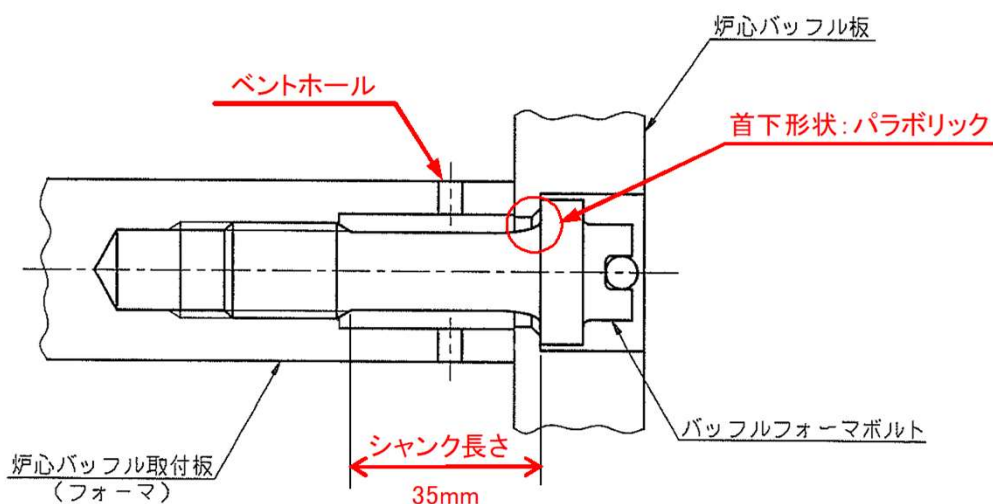 炉心バッフル板
ベントホール
首下形状：パラボリック
バッフルフォーマボルト
シャンク長さ
35mm
炉心バッフル取付板
（フォーマ）